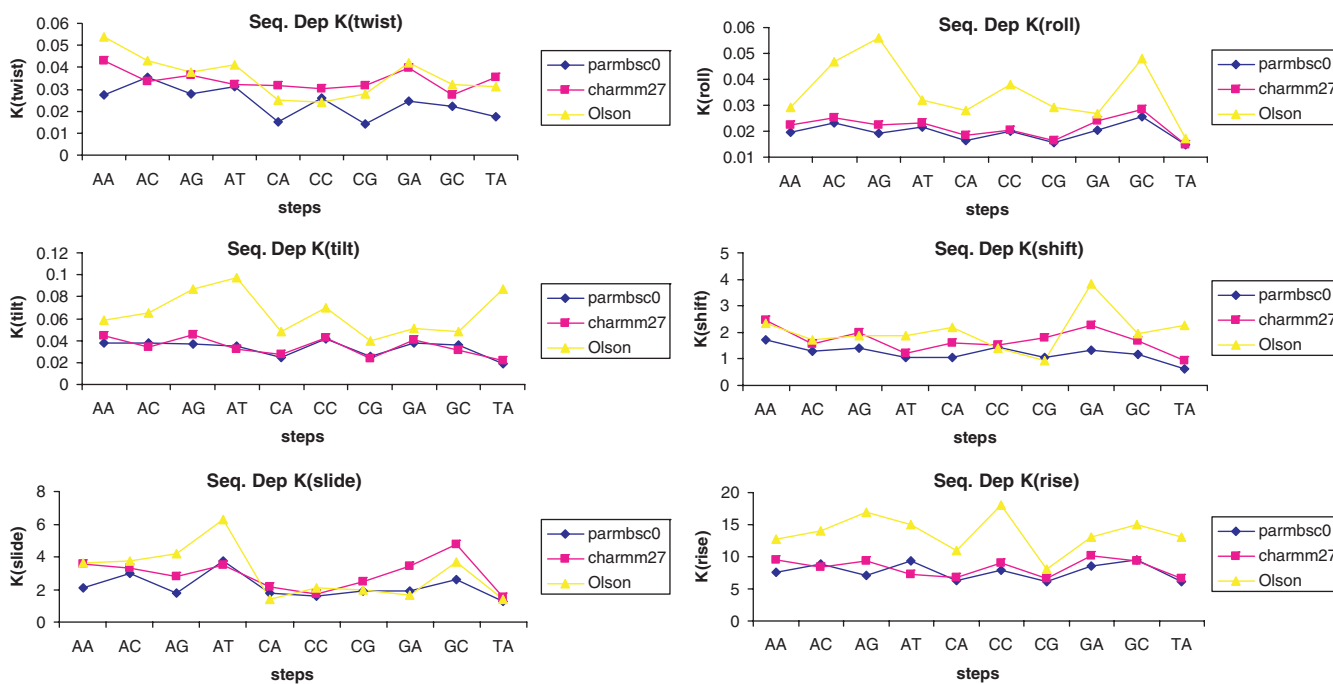 Seq. Dep K(twist)
K(twist)
0.06
0.05
0.04
0.03
0.02
0.01
0
AA AC AG AT CA CC CG GA GC TA
steps
parmbsc0
charmm27
Olson
Seq. Dep K(roll)
K(roll)
0.06
0.05
0.04
0.03
0.02
0.01
AA AC AG AT CA CC CG GA GC TA
steps
parmbsc0
charmm27
Olson
Seq. Dep K(tilt)
K(tilt)
0.12
0.1
0.08
0.06
0.04
0.02
0
AA AC AG AT CA CC CG GA GC TA
steps
parmbsc0
charmm27
Olson
Seq. Dep K(shift)
K(shift)
5
4
3
2
1
0
AA AC AG AT CA CC CG GA GC TA
steps
parmbsc0
charmm27
Olson
Seq. Dep K(slide)
K(slide)
8
6
4
2
0
AA AC AG AT CA CC CG GA GC TA
steps
parmbsc0
charmm27
Olson
Seq. Dep K(rise)
K(rise)
20
15
10
5
0
AA AC AG AT CA CC CG GA GC TA
steps
parmbsc0
charmm27
Olson